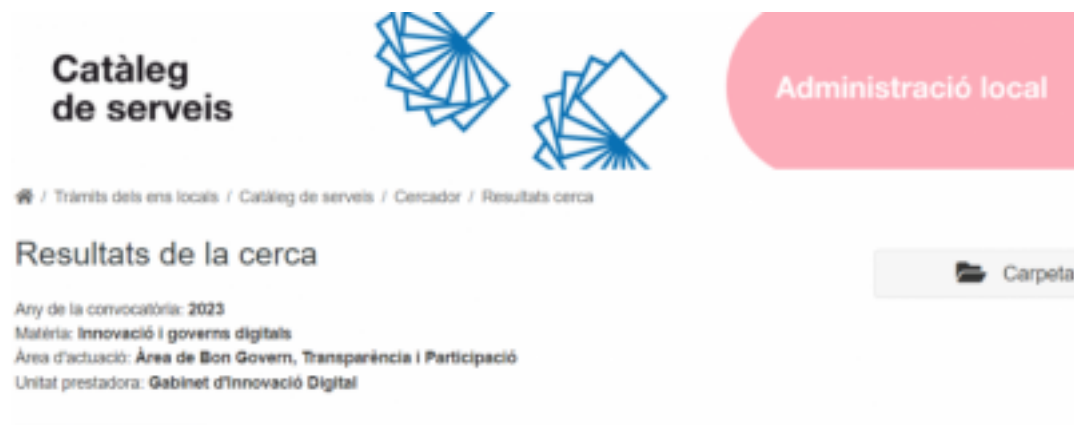 Catàleg
de serveis
Administració local
/ Tràmits dels ens locals / Catàleg de serveis / Cercador / Resultats cerca
Resultats de la cerca
Carpeta
Any de la convocatòria: 2023
Matèria: Innovació i governs digitals
Àrea d'actuació: Àrea de Bon Govern, Transparència i Participació
Unitat prestadora: Gabinet d'Innovació Digital